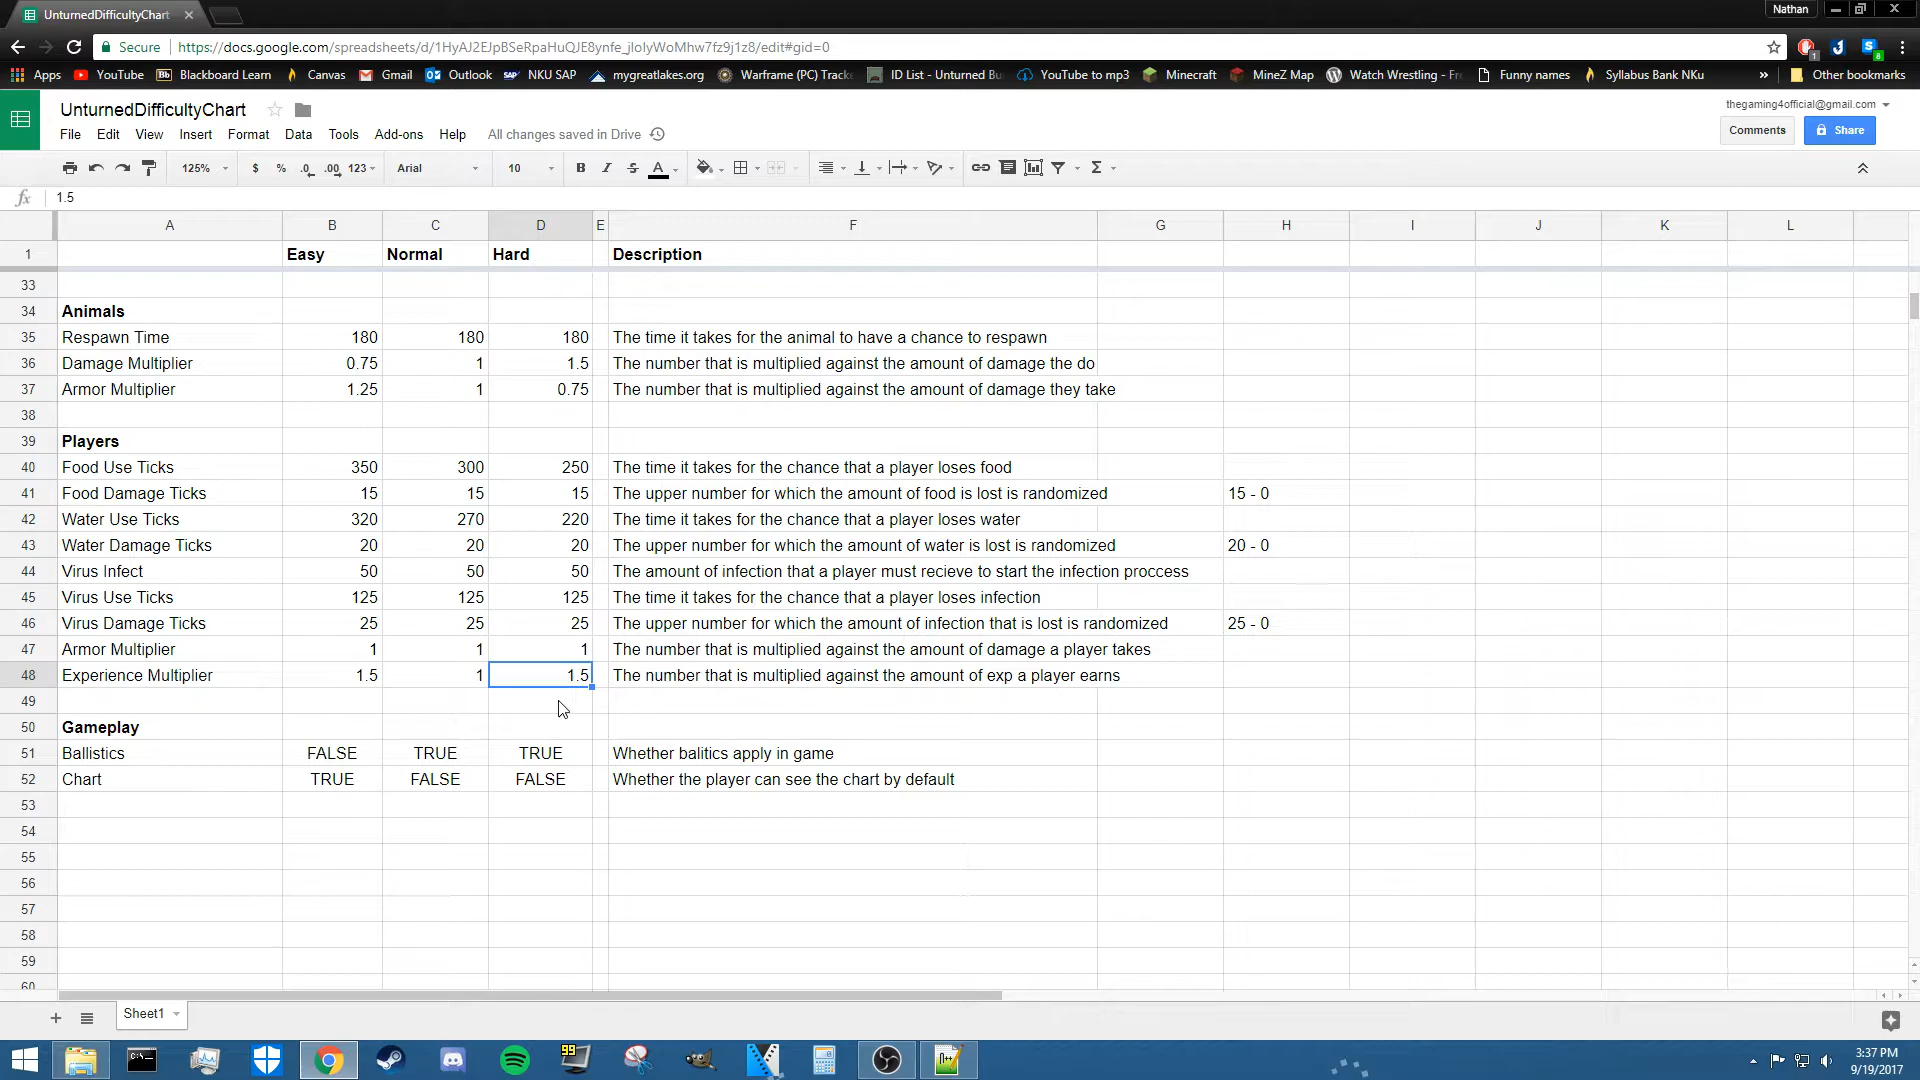 UnturnedDifficultyChart
Nathan
Secure https://docs.google.com/spreadsheets/d/1HyAJ2EJpBSeRpaHuQJE8ynfe_jloIyWoMhw7fz9j1z8/edit#gid=0
Apps YouTube Blackboard Learn Canvas Gmail Outlook NKU SAP mygreatlakes.org Warframe (PC) Tracke ID List - Unturned Bu YouTube to mp3 Minecraft MineZ Map Watch Wrestling - Fr Funny names Syllabus Bank NKu » Other bookmarks
UnturnedDifficultyChart
thegaming4official@gmail.com
File Edit View Insert Format Data Tools Add-ons Help All changes saved in Drive
Comments Share
125% $ % .0 .00 123 Arial 10 B I S A Σ
fx 1.5
A B C D E F G H I J K L
1 Easy Normal Hard Description
33
34 Animals
35 Respawn Time 180 180 180 The time it takes for the animal to have a chance to respawn
36 Damage Multiplier 0.75 1 1.5 The number that is multiplied against the amount of damage the do
37 Armor Multiplier 1.25 1 0.75 The number that is multiplied against the amount of damage they take
38
39 Players
40 Food Use Ticks 350 300 250 The time it takes for the chance that a player loses food
41 Food Damage Ticks 15 15 15 The upper number for which the amount of food is lost is randomized 15 - 0
42 Water Use Ticks 320 270 220 The time it takes for the chance that a player loses water
43 Water Damage Ticks 20 20 20 The upper number for which the amount of water is lost is randomized 20 - 0
44 Virus Infect 50 50 50 The amount of infection that a player must recieve to start the infection proccess
45 Virus Use Ticks 125 125 125 The time it takes for the chance that a player loses infection
46 Virus Damage Ticks 25 25 25 The upper number for which the amount of infection that is lost is randomized 25 - 0
47 Armor Multiplier 1 1 1 The number that is multiplied against the amount of damage a player takes
48 Experience Multiplier 1.5 1 1.5 The number that is multiplied against the amount of exp a player earns
49
50 Gameplay
51 Ballistics FALSE TRUE TRUE Whether balitics apply in game
52 Chart TRUE FALSE FALSE Whether the player can see the chart by default
53
54
55
56
57
58
59
60
Sheet1
99
3:37 PM
9/19/2017